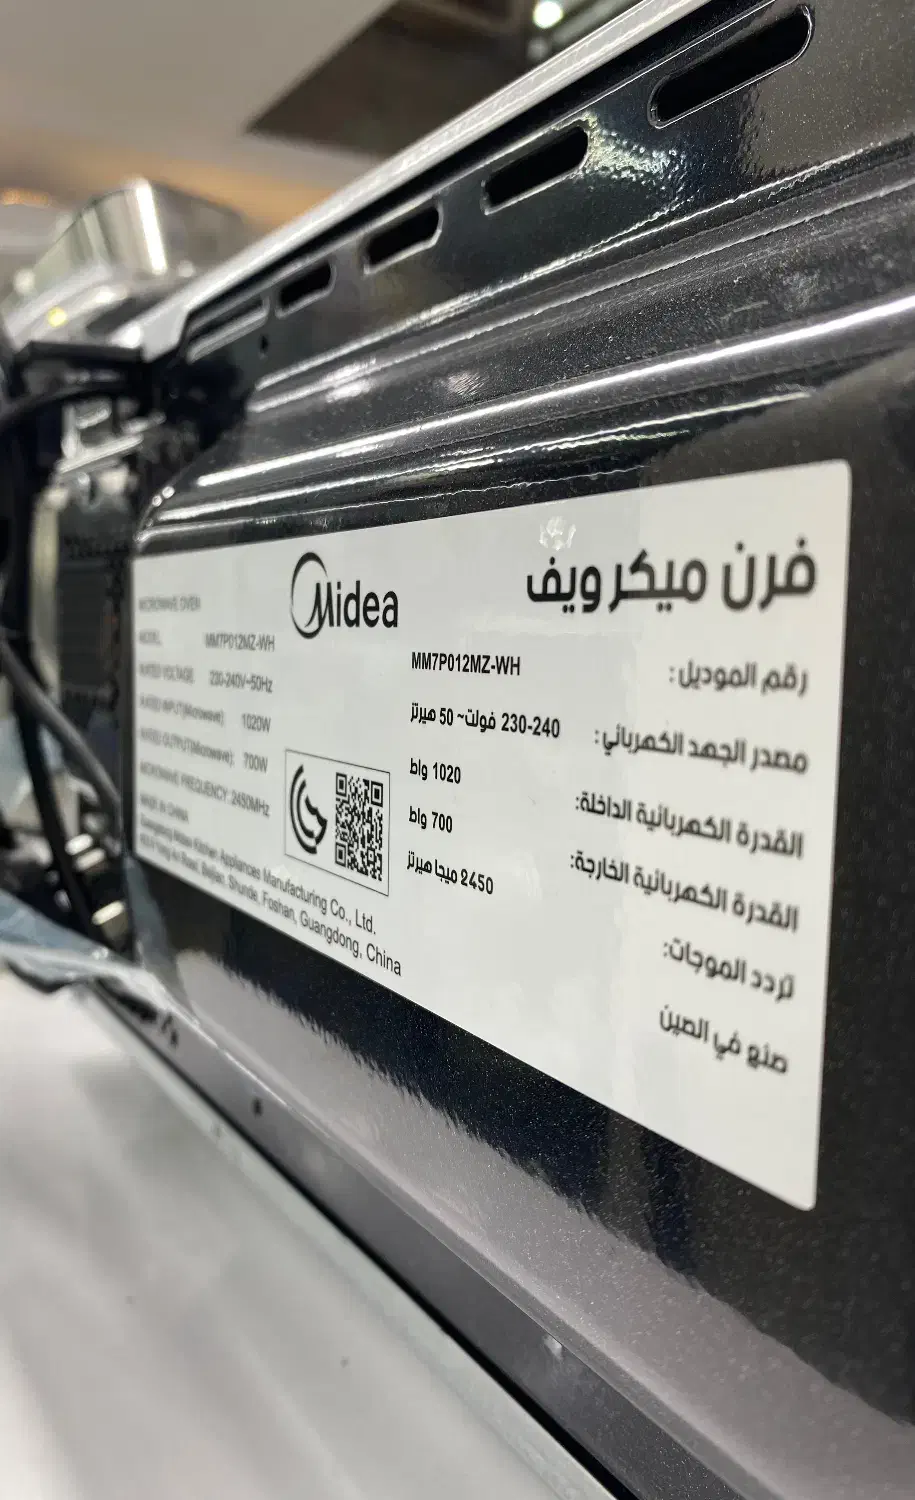 Midea
فرن ميكرويف
MICROWAVE OVEN
MODEL MM7P012MZ-WH
RATED VOLTAGE 230-240V~50Hz
RATED INPUT(Microwave): 1020W
RATED OUTPUT(Microwave): 700W
MICROWAVE FREQUENCY: 2450MHz
MADE IN CHINA
Guangdong Midea Kitchen Appliances Manufacturing Co., Ltd.
Yong An Road, Beijiao, Shunde, Foshan, Guangdong, China
رقم الموديل: MM7P012MZ-WH
مصدر الجهد الكهربائي: 230-240 فولت~ 50 هيرتز
القدرة الكهربائية الداخلة: 1020 واط
القدرة الكهربائية الخارجة: 700 واط
تردد الموجات: 2450 ميجا هيرتز
صنع في الصين